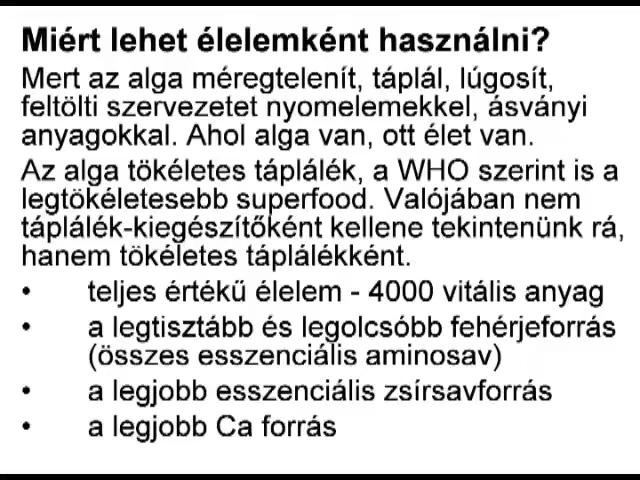 Miért lehet élelemként használni?
Mert az alga méregtelenít, táplál, lúgosít,
feltölti szervezetet nyomelemekkel, ásványi
anyagokkal. Ahol alga van, ott élet van.
Az alga tökéletes táplálék, a WHO szerint is a
legtökéletesebb superfood. Valójában nem
táplálék-kiegészítőként kellene tekintenünk rá,
hanem tökéletes táplálékként.
• teljes értékű élelem - 4000 vitális anyag
• a legtisztább és legolcsóbb fehérjeforrás
(összes esszenciális aminosav)
• a legjobb esszenciális zsírsavforrás
• a legjobb Ca forrás